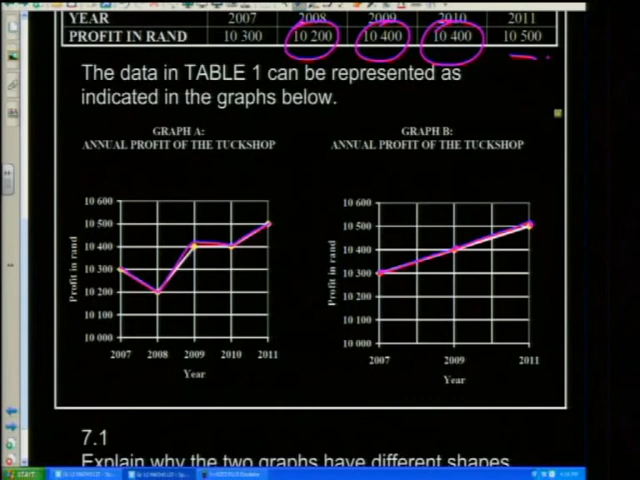 YEAR 2007 2008 2009 2010 2011
PROFIT IN RAND 10 300 10 200 10 400 10 400 10 500
The data in TABLE 1 can be represented as
indicated in the graphs below.
GRAPH A:
ANNUAL PROFIT OF THE TUCKSHOP
10 600
10 500
10 400
10 300
10 200
10 100
10 000
Profit in rand
2007 2008 2009 2010 2011
Year
GRAPH B:
ANNUAL PROFIT OF THE TUCKSHOP
10 600
10 500
10 400
10 300
10 200
10 100
10 000
Profit in rand
2007 2009 2011
Year
7.1
Explain why the two graphs have different shapes
START